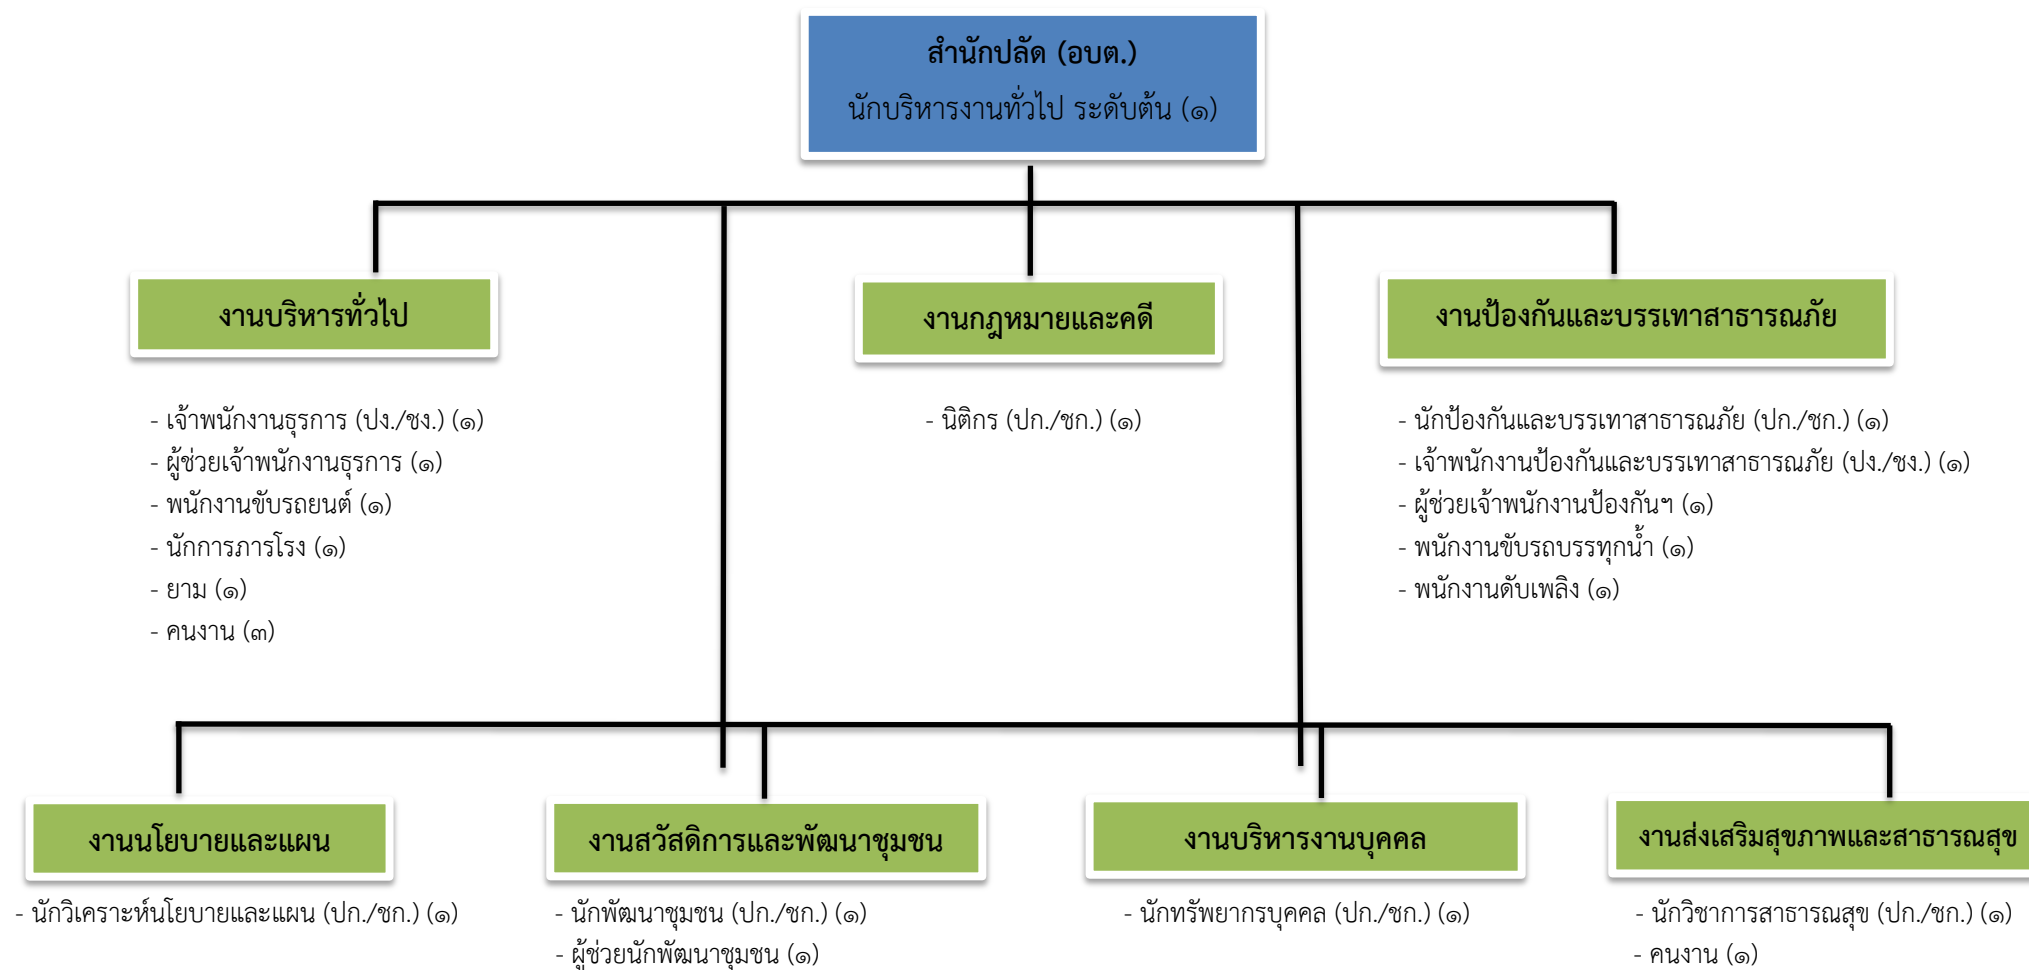 สำนักปลัด (อบต.)
นักบริหารงานทั่วไป ระดับต้น (๑)
งานบริหารทั่วไป
- เจ้าพนักงานธุรการ (ปง./ชง.) (๑)
- ผู้ช่วยเจ้าพนักงานธุรการ (๑)
- พนักงานขับรถยนต์ (๑)
- นักการภารโรง (๑)
- ยาม (๑)
- คนงาน (๓)
งานกฎหมายและคดี
- นิติกร (ปก./ชก.) (๑)
งานป้องกันและบรรเทาสาธารณภัย
- นักป้องกันและบรรเทาสาธารณภัย (ปก./ชก.) (๑)
- เจ้าพนักงานป้องกันและบรรเทาสาธารณภัย (ปง./ชง.) (๑)
- ผู้ช่วยเจ้าพนักงานป้องกันฯ (๑)
- พนักงานขับรถบรรทุกน้ำ (๑)
- พนักงานดับเพลิง (๑)
งานนโยบายและแผน
- นักวิเคราะห์นโยบายและแผน (ปก./ชก.) (๑)
งานสวัสดิการและพัฒนาชุมชน
- นักพัฒนาชุมชน (ปก./ชก.) (๑)
- ผู้ช่วยนักพัฒนาชุมชน (๑)
งานบริหารงานบุคคล
- นักทรัพยากรบุคคล (ปก./ชก.) (๑)
งานส่งเสริมสุขภาพและสาธารณสุข
- นักวิชาการสาธารณสุข (ปก./ชก.) (๑)
- คนงาน (๑)